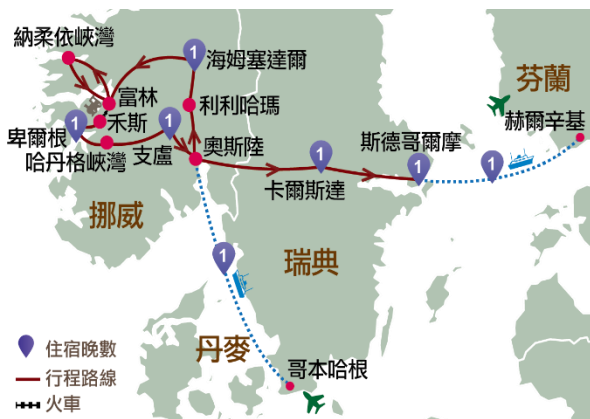 納柔依峽灣
1
海姆塞達爾
芬蘭
富林
利利哈瑪
赫爾辛基
禾斯
1
1
卑爾根
斯德哥爾摩
哈丹格峽灣
支盧
奧斯陸
1
1
1
卡爾斯達
挪威
瑞典
1
丹麥
1 住宿晚數
行程路線
哥本哈根
火車